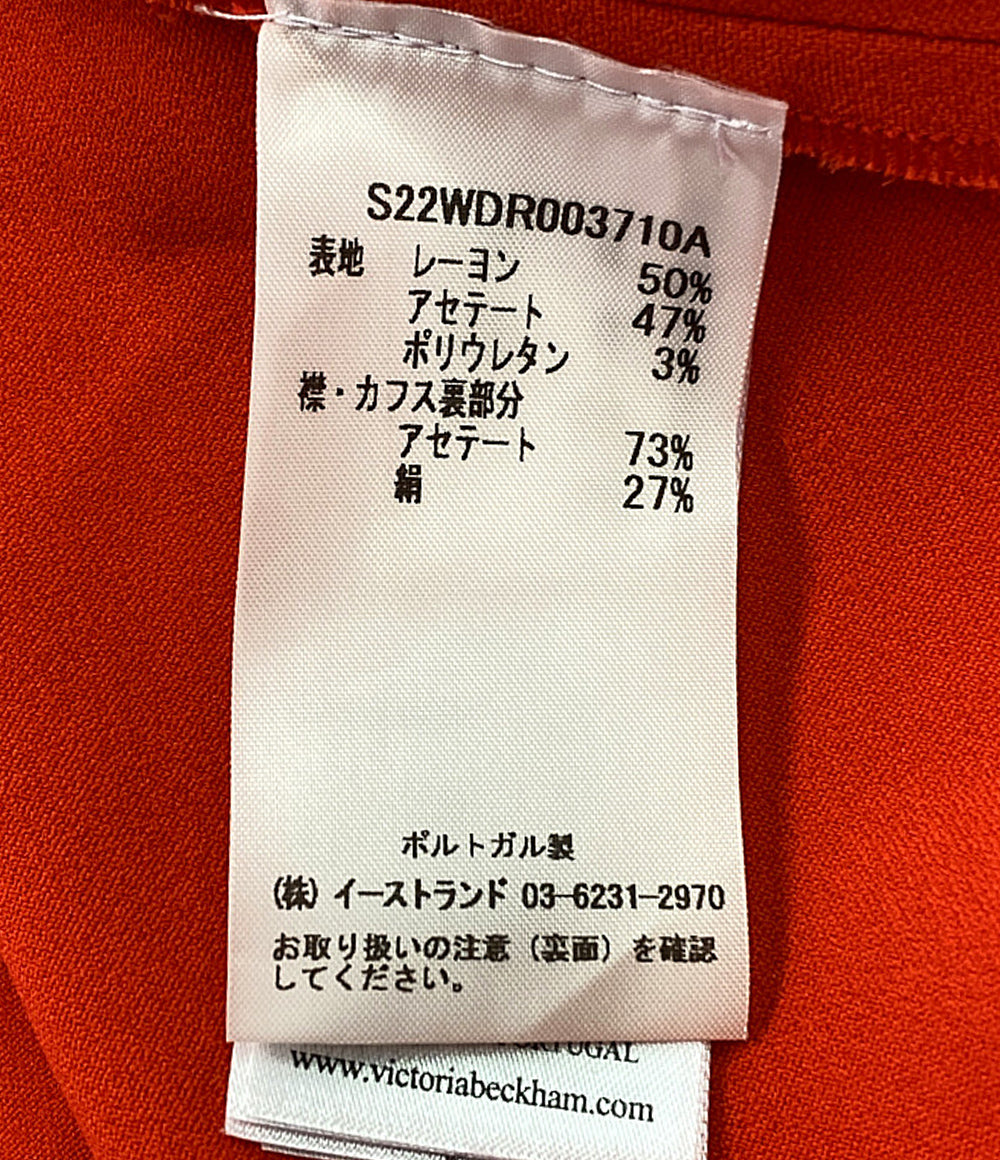 S22WDR003710A
表地 レーヨン 50%
アセテート 47%
ポリウレタン 3%
襟・カフス裏部分
アセテート 73%
絹 27%
ポルトガル製
(株) イーストランド 03-6231-2970
お取り扱いの注意（裏面）を確認
してください。
PORTUGAL
www.victoriabeckham.com